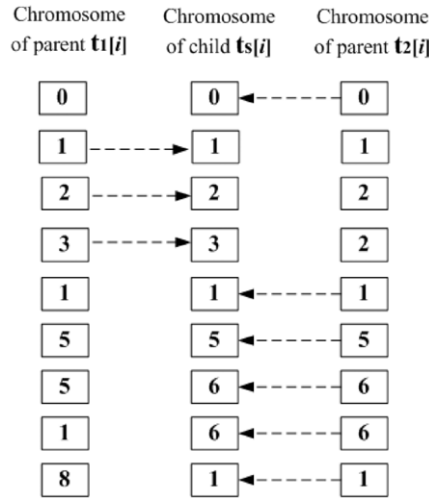 Chromosome Chromosome Chromosome
of parent t1[i] of child ts[i] of parent t2[i]
0 0 0
1 1 1
2 2 2
3 3 2
1 1 1
5 5 5
5 6 6
1 6 6
8 1 1